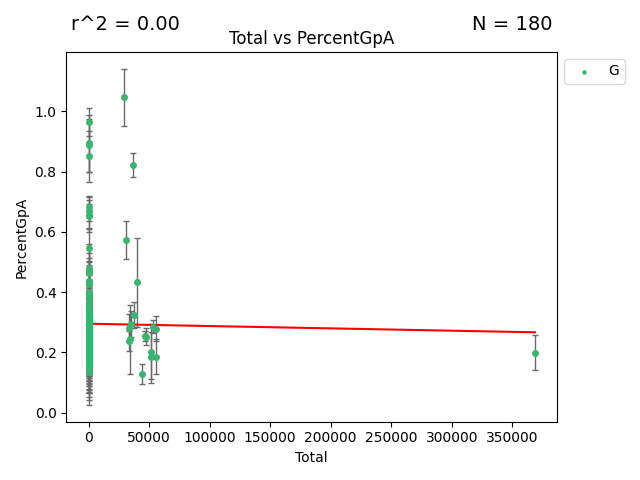 r^2 = 0.00
N = 180
Total vs PercentGpA
G
1.0
0.8
0.6
0.4
0.2
0.0
PercentGpA
0 50000 100000 150000 200000 250000 300000 350000
Total